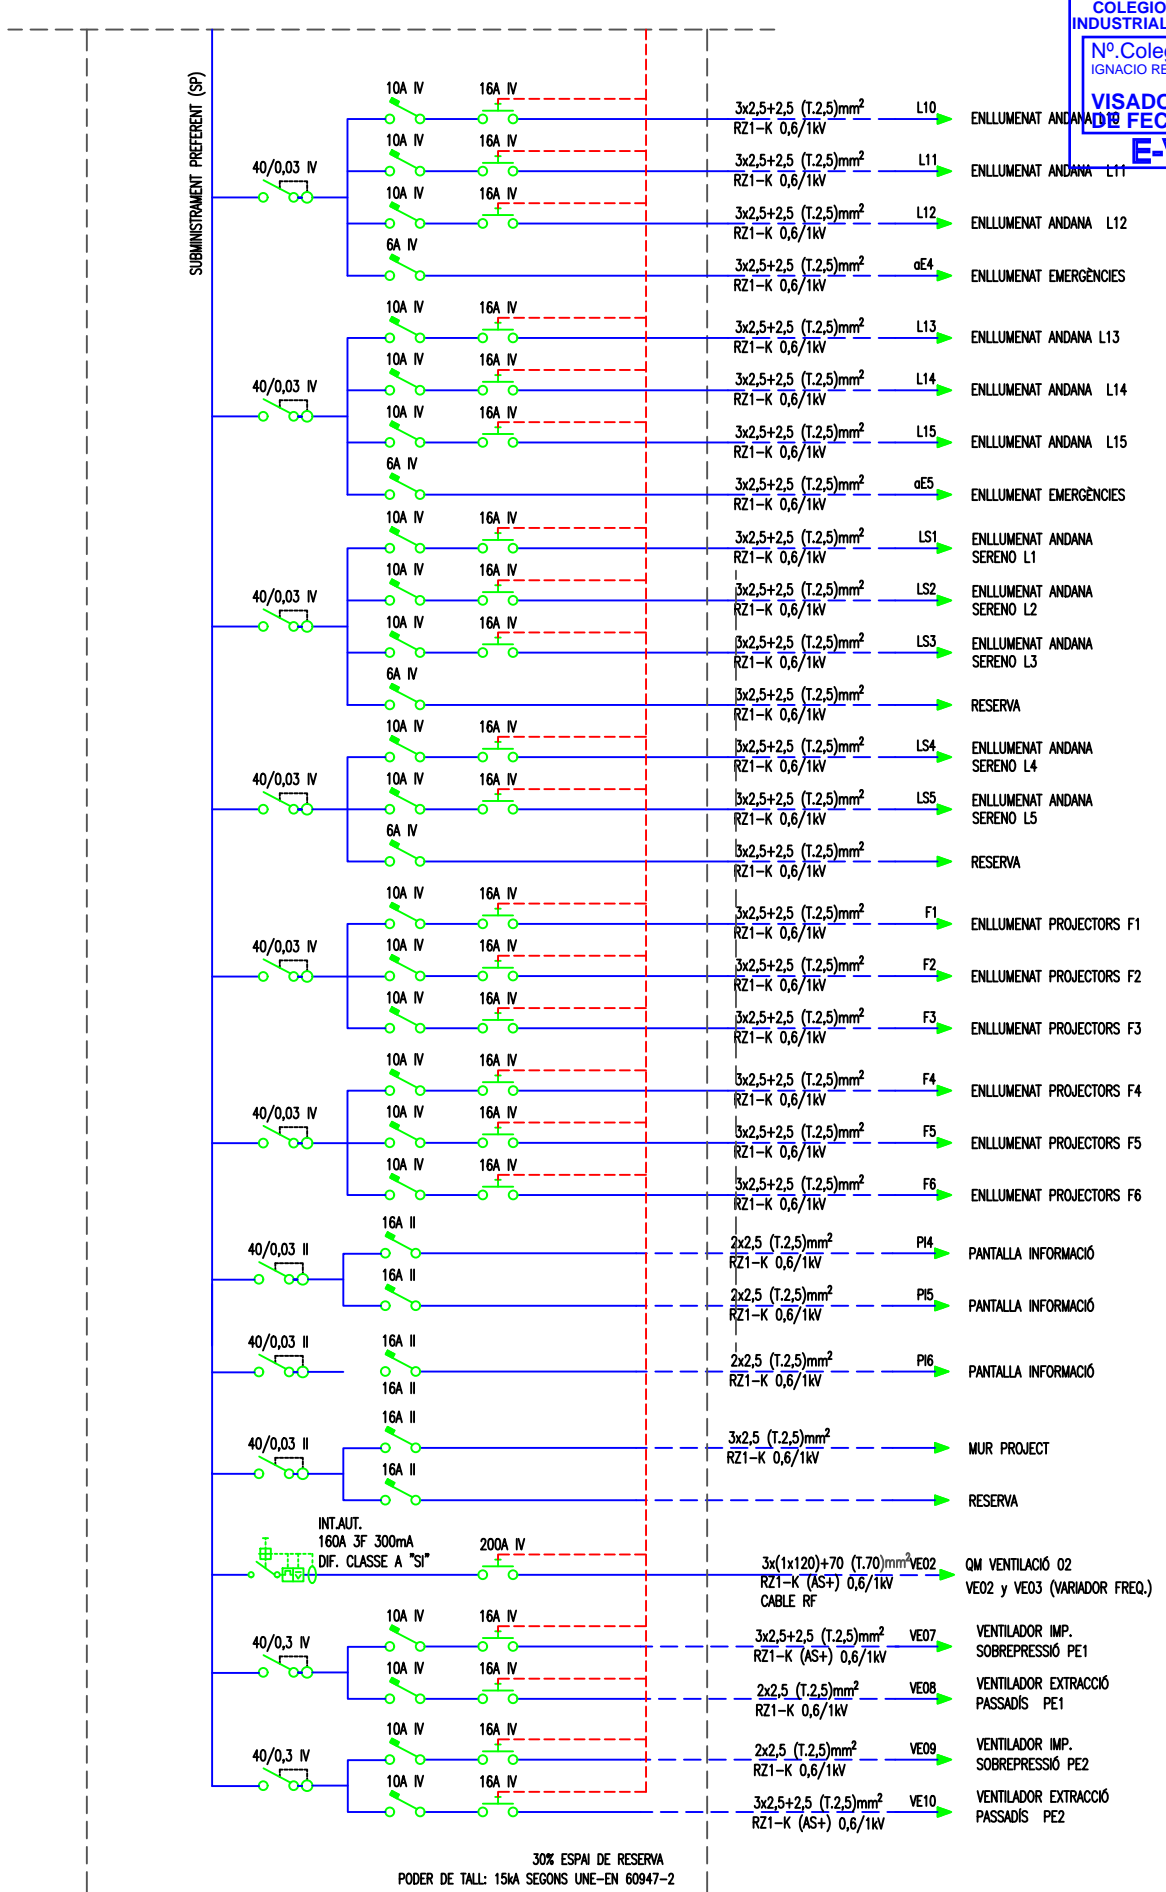 COLEGIO
INDUSTRIAL
Nº.Coleg
IGNACIO RE
VISADO
DE FEC
E-V
SUBMINISTRAMENT PREFERENT (SP)
40/0,03 IV
10A IV 16A IV 3x2,5+2,5 (T.2,5)mm² L10 ENLLUMENAT ANDANA L10
RZ1-K 0,6/1kV
10A IV 16A IV 3x2,5+2,5 (T.2,5)mm² L11 ENLLUMENAT ANDANA L11
RZ1-K 0,6/1kV
10A IV 16A IV 3x2,5+2,5 (T.2,5)mm² L12 ENLLUMENAT ANDANA L12
RZ1-K 0,6/1kV
6A IV 3x2,5+2,5 (T.2,5)mm² aE4 ENLLUMENAT EMERGÈNCIES
RZ1-K 0,6/1kV
40/0,03 IV
10A IV 16A IV 3x2,5+2,5 (T.2,5)mm² L13 ENLLUMENAT ANDANA L13
RZ1-K 0,6/1kV
10A IV 16A IV 3x2,5+2,5 (T.2,5)mm² L14 ENLLUMENAT ANDANA L14
RZ1-K 0,6/1kV
10A IV 16A IV 3x2,5+2,5 (T.2,5)mm² L15 ENLLUMENAT ANDANA L15
RZ1-K 0,6/1kV
6A IV 3x2,5+2,5 (T.2,5)mm² aE5 ENLLUMENAT EMERGÈNCIES
RZ1-K 0,6/1kV
40/0,03 IV
10A IV 16A IV 3x2,5+2,5 (T.2,5)mm² LS1 ENLLUMENAT ANDANA
RZ1-K 0,6/1kV SERENO L1
10A IV 16A IV 3x2,5+2,5 (T.2,5)mm² LS2 ENLLUMENAT ANDANA
RZ1-K 0,6/1kV SERENO L2
10A IV 16A IV 3x2,5+2,5 (T.2,5)mm² LS3 ENLLUMENAT ANDANA
RZ1-K 0,6/1kV SERENO L3
6A IV 3x2,5+2,5 (T.2,5)mm² RESERVA
RZ1-K 0,6/1kV
40/0,03 IV
10A IV 16A IV 3x2,5+2,5 (T.2,5)mm² LS4 ENLLUMENAT ANDANA
RZ1-K 0,6/1kV SERENO L4
10A IV 16A IV 3x2,5+2,5 (T.2,5)mm² LS5 ENLLUMENAT ANDANA
RZ1-K 0,6/1kV SERENO L5
6A IV 3x2,5+2,5 (T.2,5)mm² RESERVA
RZ1-K 0,6/1kV
40/0,03 IV
10A IV 16A IV 3x2,5+2,5 (T.2,5)mm² F1 ENLLUMENAT PROJECTORS F1
RZ1-K 0,6/1kV
10A IV 16A IV 3x2,5+2,5 (T.2,5)mm² F2 ENLLUMENAT PROJECTORS F2
RZ1-K 0,6/1kV
10A IV 16A IV 3x2,5+2,5 (T.2,5)mm² F3 ENLLUMENAT PROJECTORS F3
RZ1-K 0,6/1kV
40/0,03 IV
10A IV 16A IV 3x2,5+2,5 (T.2,5)mm² F4 ENLLUMENAT PROJECTORS F4
RZ1-K 0,6/1kV
10A IV 16A IV 3x2,5+2,5 (T.2,5)mm² F5 ENLLUMENAT PROJECTORS F5
RZ1-K 0,6/1kV
10A IV 16A IV 3x2,5+2,5 (T.2,5)mm² F6 ENLLUMENAT PROJECTORS F6
RZ1-K 0,6/1kV
40/0,03 II
16A II 2x2,5 (T.2,5)mm² PI4 PANTALLA INFORMACIÓ
RZ1-K 0,6/1kV
16A II 2x2,5 (T.2,5)mm² PI5 PANTALLA INFORMACIÓ
RZ1-K 0,6/1kV
40/0,03 II
16A II 2x2,5 (T.2,5)mm² PI6 PANTALLA INFORMACIÓ
RZ1-K 0,6/1kV
16A II
40/0,03 II
16A II 3x2,5 (T.2,5)mm² MUR PROJECT
RZ1-K 0,6/1kV
16A II RESERVA
INT.AUT.
160A 3F 300mA
DIF. CLASSE A "SI"
200A IV 3x(1x120)+70 (T.70)mm² VE02 QM VENTILACIÓ 02
RZ1-K (AS+) 0,6/1kV VE02 y VE03 (VARIADOR FREQ.)
CABLE RF
40/0,3 IV
10A IV 16A IV 3x2,5+2,5 (T.2,5)mm² VE07 VENTILADOR IMP.
RZ1-K (AS+) 0,6/1kV SOBREPRESSIÓ PE1
10A IV 16A IV 2x2,5 (T.2,5)mm² VE08 VENTILADOR EXTRACCIÓ
RZ1-K 0,6/1kV PASSADÍS PE1
40/0,3 IV
10A IV 16A IV 2x2,5 (T.2,5)mm² VE09 VENTILADOR IMP.
RZ1-K 0,6/1kV SOBREPRESSIÓ PE2
10A IV 16A IV 3x2,5+2,5 (T.2,5)mm² VE10 VENTILADOR EXTRACCIÓ
RZ1-K (AS+) 0,6/1kV PASSADÍS PE2
30% ESPAI DE RESERVA
PODER DE TALL: 15kA SEGONS UNE-EN 60947-2